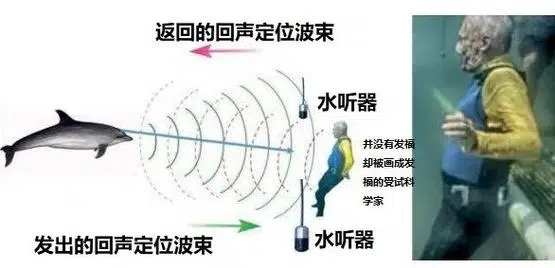 返回的回声定位波束
水听器
并没有发福
却被画成发
福的受试科
学家
发出的回声定位波束
水听器